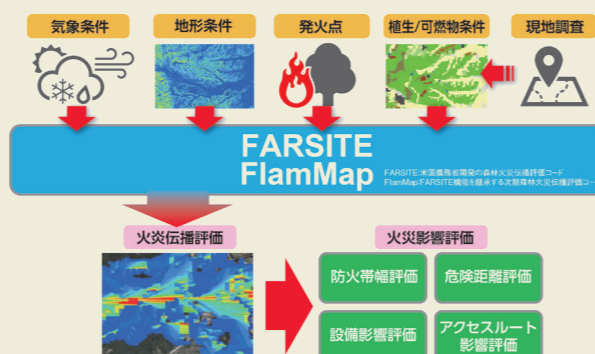 気象条件
地形条件
発火点
植生/可燃物条件
現地調査
FARSITE
FlamMap
FARSITE:米国農務省開発の森林火災伝播評価コード
FlamMap:FARSITE機能を継承する次期森林火災伝播評価コー
火炎伝播評価
火災影響評価
防火帯幅評価
危険距離評価
設備影響評価
アクセスルート
影響評価